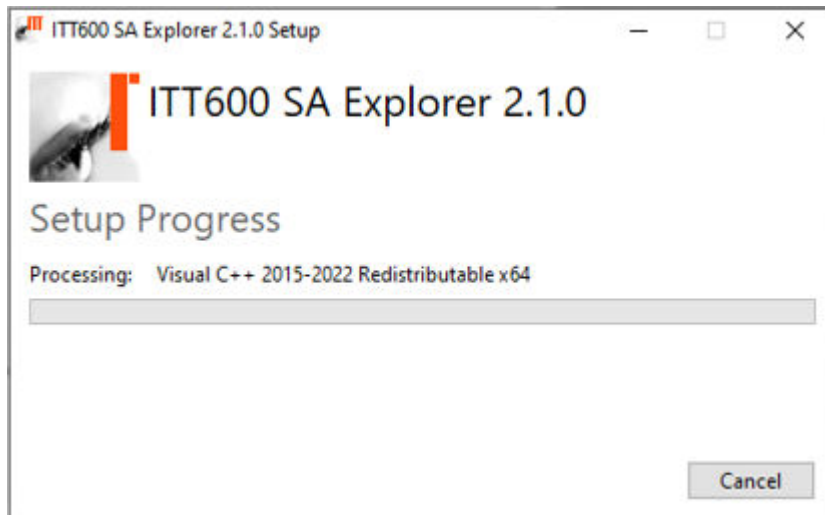 ITT600 SA Explorer 2.1.0 Setup
ITT600 SA Explorer 2.1.0
Setup Progress
Processing: Visual C++ 2015-2022 Redistributable x64
Cancel